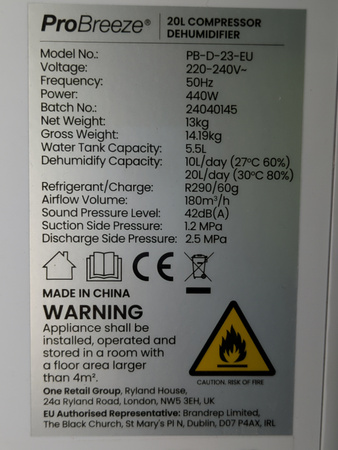 ProBreeze®
20L COMPRESSOR
DEHUMIDIFIER
Model No.: PB-D-23-EU
Voltage: 220-240V~
Frequency: 50Hz
Power: 440W
Batch No.: 24040145
Net Weight: 13kg
Gross Weight: 14.19kg
Water Tank Capacity: 5.5L
Dehumidify Capacity: 10L/day (27°C 60%)
20L/day (30°C 80%)
Refrigerant/Charge: R290/60g
Airflow Volume: 180m³/h
Sound Pressure Level: 42dB(A)
Suction Side Pressure: 1.2 MPa
Discharge Side Pressure: 2.5 MPa
CE
MADE IN CHINA
WARNING
Appliance shall be
installed, operated and
stored in a room with
a floor area larger
than 4m².
CAUTION, RISK OF FIRE
One Retail Group, Ryland House,
24a Ryland Road, London, NW5 3EH, UK
EU Authorised Representative: Brandrep Limited,
The Black Church, St Mary's Pl N, Dublin, D07 P4AX, IRL